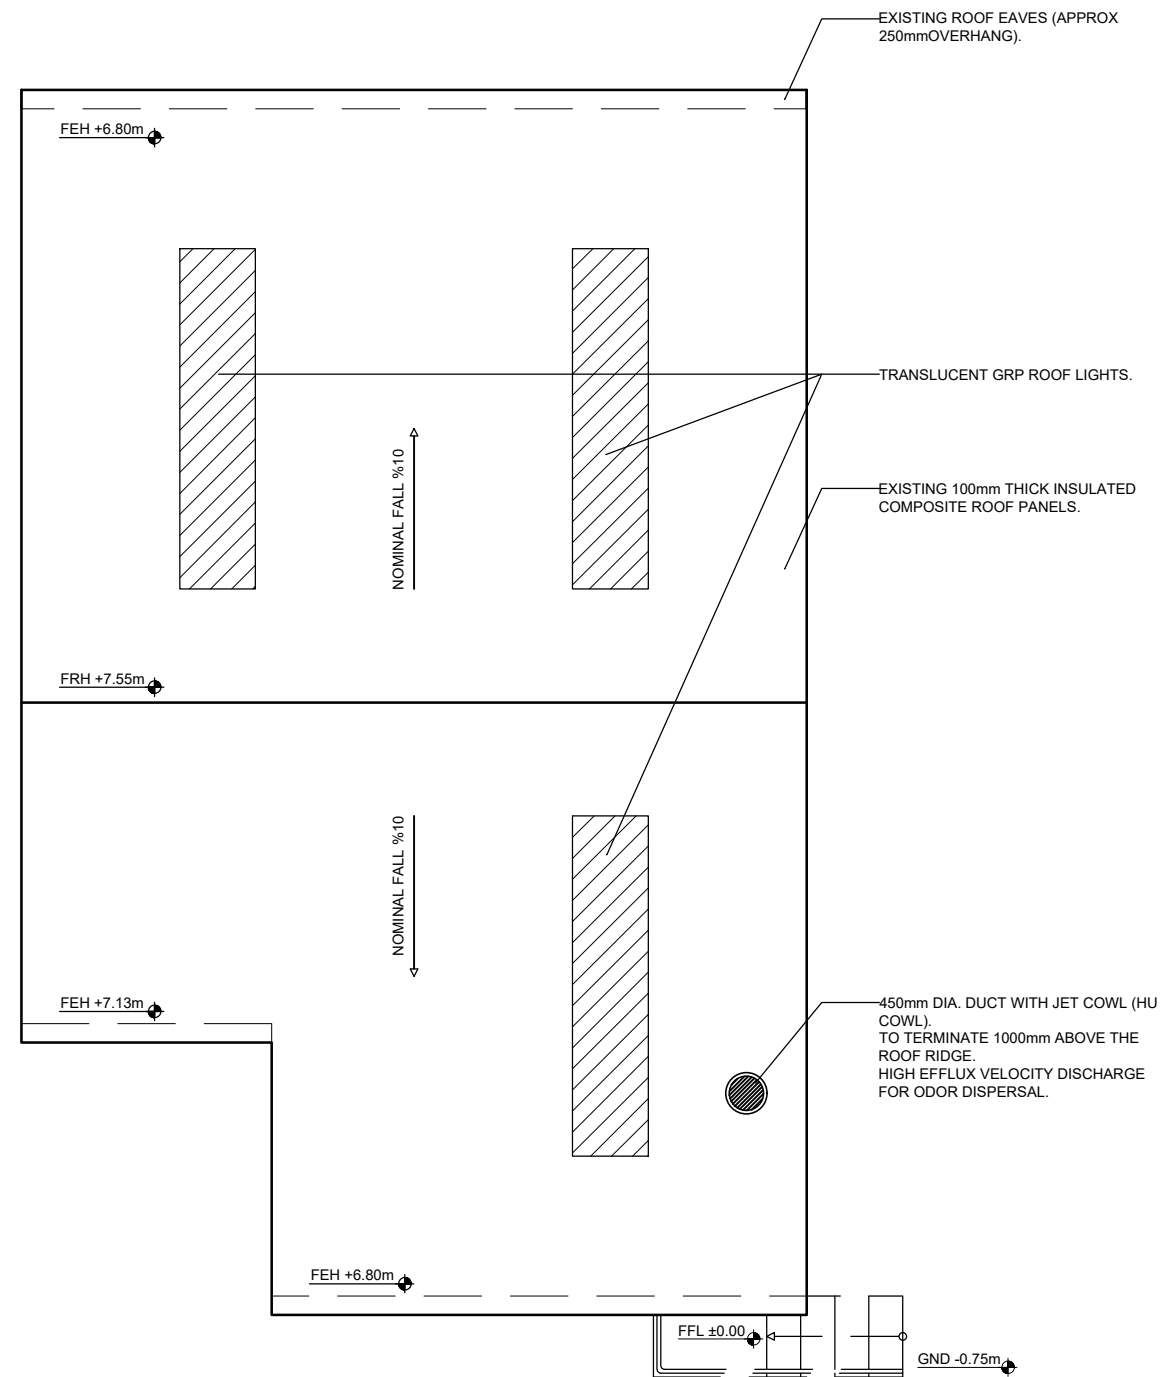 EXISTING ROOF EAVES (APPROX
250mmOVERHANG).
FEH +6.80m
TRANSLUCENT GRP ROOF LIGHTS.
NOMINAL FALL %10
EXISTING 100mm THICK INSULATED
COMPOSITE ROOF PANELS.
FRH +7.55m
NOMINAL FALL %10
FEH +7.13m
450mm DIA. DUCT WITH JET COWL (HU
COWL).
TO TERMINATE 1000mm ABOVE THE
ROOF RIDGE.
HIGH EFFLUX VELOCITY DISCHARGE
FOR ODOR DISPERSAL.
FEH +6.80m
FFL ±0.00
GND -0.75m